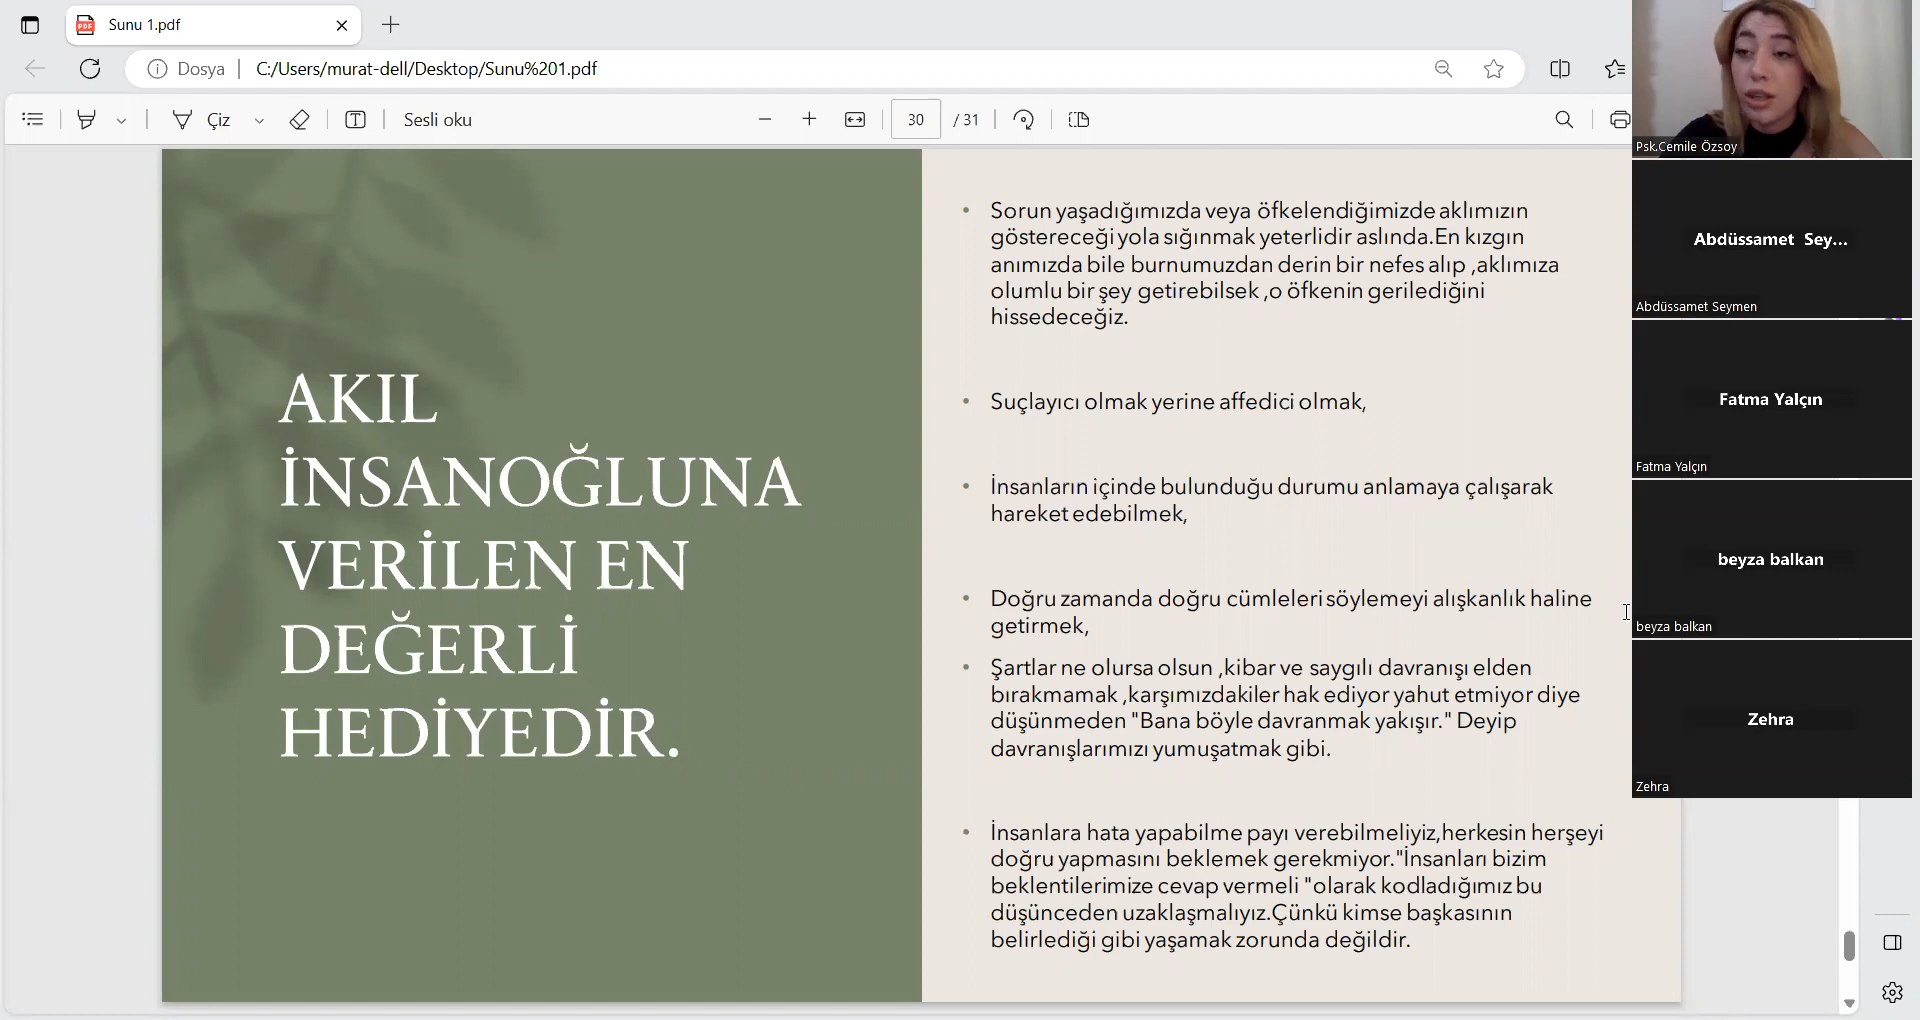 Sunu 1.pdf
Dosya
C:/Users/murat-dell/Desktop/Sunu%201.pdf
Çiz
Sesli oku
30
/ 31
AKIL
İNSANOĞLUNA
VERİLEN EN
DEĞERLİ
HEDİYEDİR.
• Sorun yaşadığımızda veya öfkelendiğimizde aklımızın
göstereceği yola sığınmak yeterlidir aslında.En kızgın
anımızda bile burnumuzdan derin bir nefes alıp ,aklımıza
olumlu bir şey getirebilsek ,o öfkenin gerilediğini
hissedeceğiz.
• Suçlayıcı olmak yerine affedici olmak,
• İnsanların içinde bulunduğu durumu anlamaya çalışarak
hareket edebilmek,
• Doğru zamanda doğru cümleleri söylemeyi alışkanlık haline
getirmek,
• Şartlar ne olursa olsun ,kibar ve saygılı davranışı elden
bırakmamak ,karşımızdakiler hak ediyor yahut etmiyor diye
düşünmeden "Bana böyle davranmak yakışır." Deyip
davranışlarımızı yumuşatmak gibi.
• İnsanlara hata yapabilme payı verebilmeliyiz,herkesin herşeyi
doğru yapmasını beklemek gerekmiyor."İnsanları bizim
beklentilerimize cevap vermeli "olarak kodladığımız bu
düşünceden uzaklaşmalıyız.Çünkü kimse başkasının
belirlediği gibi yaşamak zorunda değildir.
Psk.Cemile Özsoy
Abdüssamet Sey...
Abdüssamet Seymen
Fatma Yalçın
Fatma Yalçın
beyza balkan
beyza balkan
Zehra
Zehra